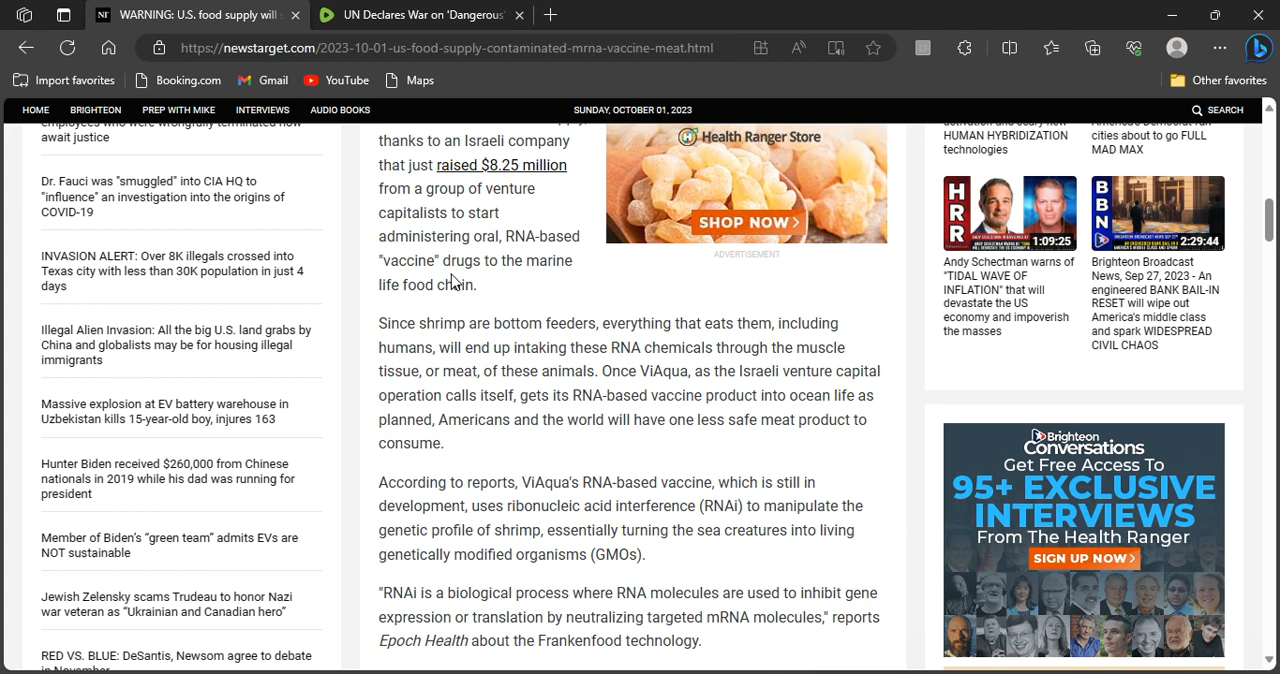 WARNING: U.S. food supply will
UN Declares War on 'Dangerous'
https://newstarget.com/2023-10-01-us-food-supply-contaminated-mrna-vaccine-meat.html
Import favorites
Booking.com
Gmail
YouTube
Maps
Other favorites
HOME
BRIGHTEON
PREP WITH MIKE
INTERVIEWS
AUDIO BOOKS
SUNDAY, OCTOBER 01, 2023
SEARCH
employees who were wrongfully terminated now
await justice
Dr. Fauci was "smuggled" into CIA HQ to
"influence" an investigation into the origins of
COVID-19
INVASION ALERT: Over 8K illegals crossed into
Texas city with less than 30K population in just 4
days
Illegal Alien Invasion: All the big U.S. land grabs by
China and globalists may be for housing illegal
immigrants
Massive explosion at EV battery warehouse in
Uzbekistan kills 15-year-old boy, injures 163
Hunter Biden received $260,000 from Chinese
nationals in 2019 while his dad was running for
president
Member of Biden's "green team" admits EVs are
NOT sustainable
Jewish Zelensky scams Trudeau to honor Nazi
war veteran as "Ukrainian and Canadian hero"
RED VS. BLUE: DeSantis, Newsom agree to debate
in November
thanks to an Israeli company
that just raised $8.25 million
from a group of venture
capitalists to start
administering oral, RNA-based
"vaccine" drugs to the marine
life food chain.
Since shrimp are bottom feeders, everything that eats them, including
humans, will end up intaking these RNA chemicals through the muscle
tissue, or meat, of these animals. Once ViAqua, as the Israeli venture capital
operation calls itself, gets its RNA-based vaccine product into ocean life as
planned, Americans and the world will have one less safe meat product to
consume.
According to reports, ViAqua's RNA-based vaccine, which is still in
development, uses ribonucleic acid interference (RNAi) to manipulate the
genetic profile of shrimp, essentially turning the sea creatures into living
genetically modified organisms (GMOs).
"RNAi is a biological process where RNA molecules are used to inhibit gene
expression or translation by neutralizing targeted mRNA molecules," reports
Epoch Health about the Frankenfood technology.
Health Ranger Store
SHOP NOW >
ADVERTISEMENT
HUMAN HYBRIDIZATION
technologies
cities about to go FULL
MAD MAX
HRR
1:09:25
BBN
2:29:44
Andy Schectman warns of
"TIDAL WAVE OF
INFLATION" that will
devastate the US
economy and impoverish
the masses
Brighteon Broadcast
News, Sep 27, 2023 - An
engineered BANK BAIL-IN
RESET will wipe out
America's middle class
and spark WIDESPREAD
CIVIL CHAOS
Brighteon
Conversations
Get Free Access To
95+ EXCLUSIVE
INTERVIEWS
From The Health Ranger
SIGN UP NOW >